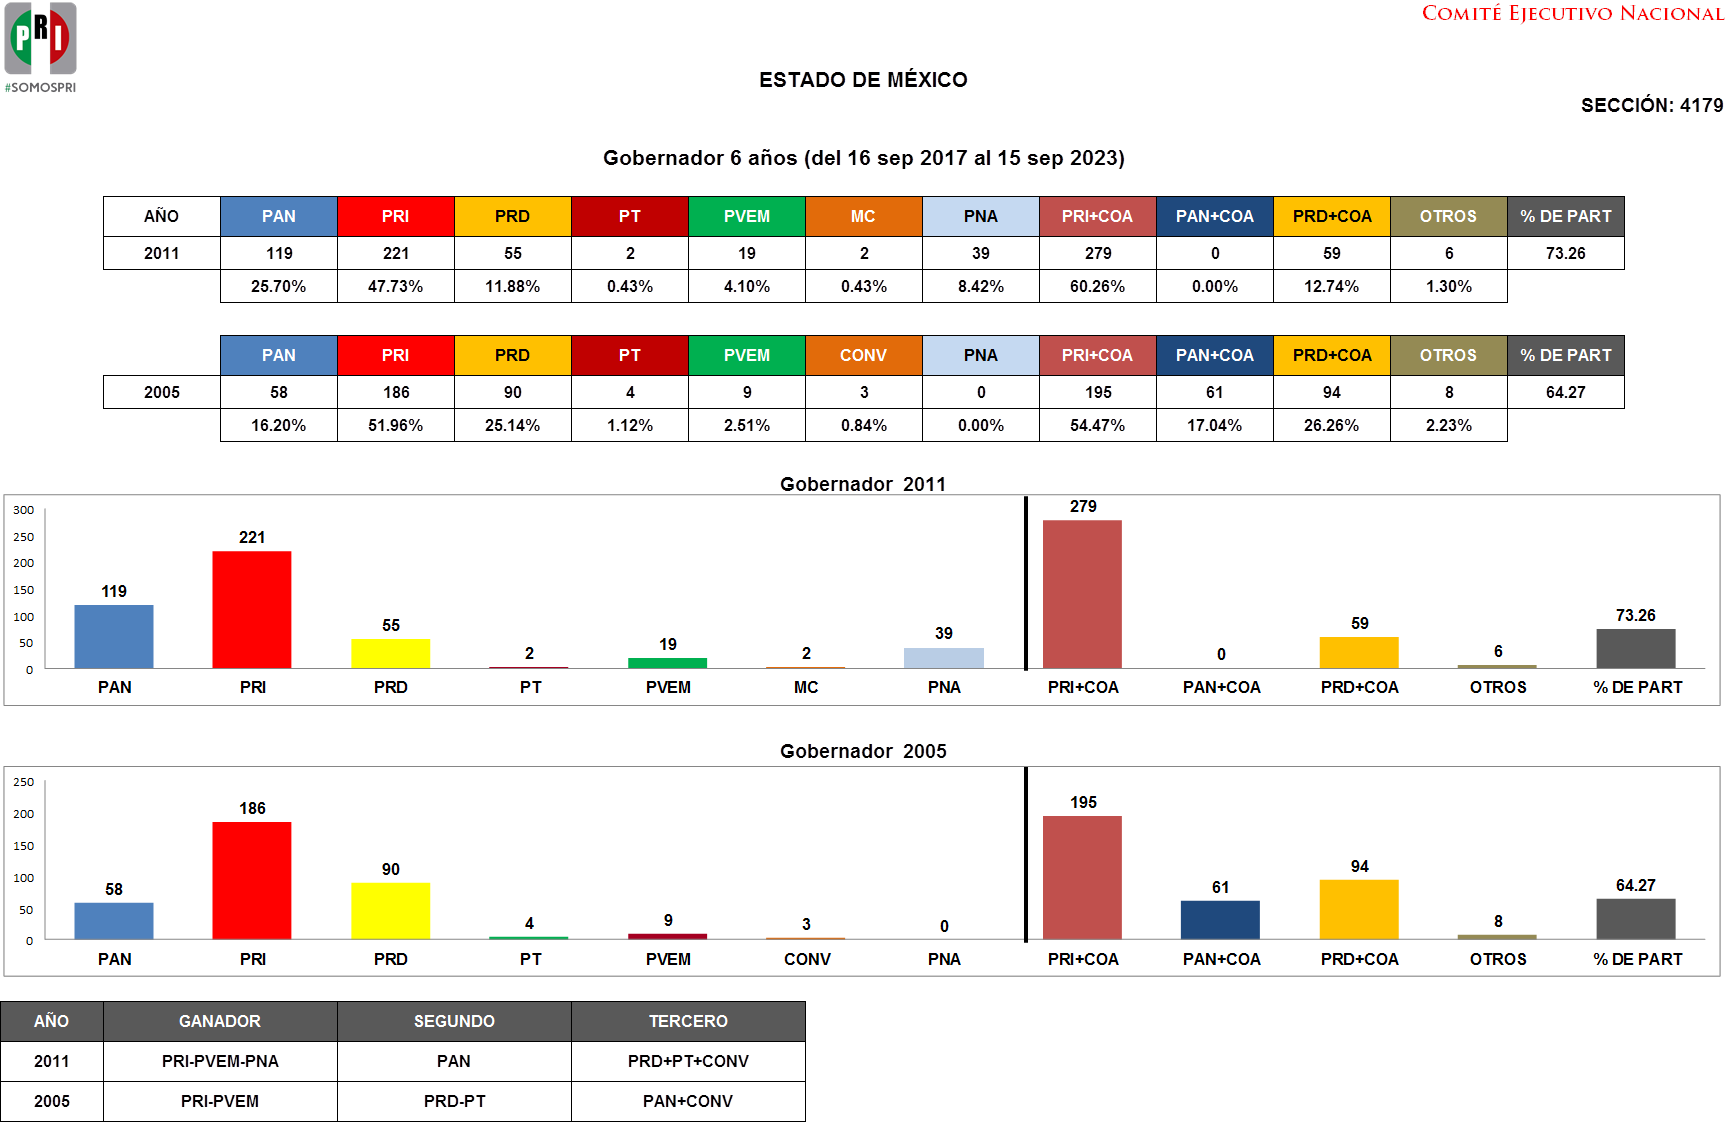 PRI
#SOMOSPRI
COMITÉ EJECUTIVO NACIONAL
ESTADO DE MÉXICO
SECCIÓN: 4179
Gobernador 6 años (del 16 sep 2017 al 15 sep 2023)
AÑO PAN PRI PRD PT PVEM MC PNA PRI+COA PAN+COA PRD+COA OTROS % DE PART
2011 119 221 55 2 19 2 39 279 0 59 6 73.26
25.70% 47.73% 11.88% 0.43% 4.10% 0.43% 8.42% 60.26% 0.00% 12.74% 1.30%
PAN PRI PRD PT PVEM CONV PNA PRI+COA PAN+COA PRD+COA OTROS % DE PART
2005 58 186 90 4 9 3 0 195 61 94 8 64.27
16.20% 51.96% 25.14% 1.12% 2.51% 0.84% 0.00% 54.47% 17.04% 26.26% 2.23%
Gobernador 2011
300
250
200
150
100
50
0
119 221 55 2 19 2 39 279 0 59 6 73.26
PAN PRI PRD PT PVEM MC PNA PRI+COA PAN+COA PRD+COA OTROS % DE PART
Gobernador 2005
250
200
150
100
50
0
58 186 90 4 9 3 0 195 61 94 8 64.27
PAN PRI PRD PT PVEM CONV PNA PRI+COA PAN+COA PRD+COA OTROS % DE PART
AÑO GANADOR SEGUNDO TERCERO
2011 PRI-PVEM-PNA PAN PRD+PT+CONV
2005 PRI-PVEM PRD-PT PAN+CONV